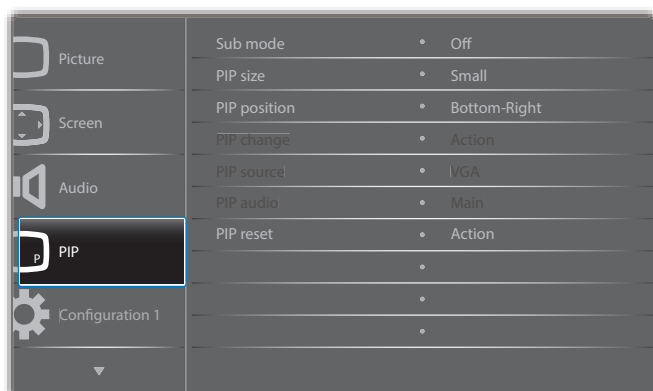 Picture
Screen
Audio
P PIP
Configuration 1
Sub mode • Off
PIP size • Small
PIP position • Bottom-Right
PIP change • Action
PIP source • VGA
PIP audio • Main
PIP reset • Action
•
•
•